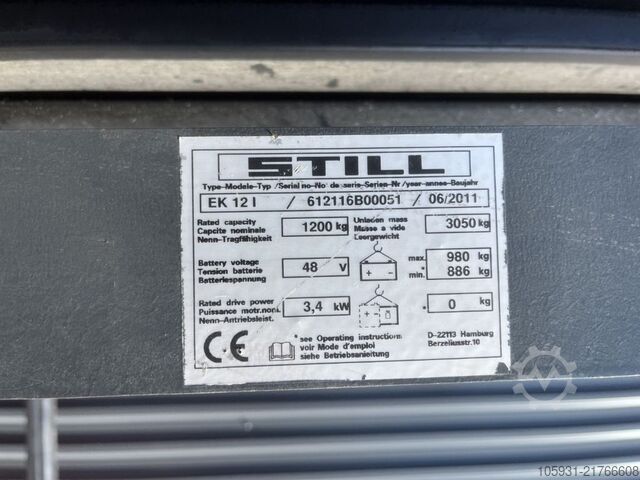 STILL
Type-Modele-Typ / Serial no-No de serie-Serien-Nr / year-annee-Baujahr
EK 12 I / 612116B00051 / 06/2011
Rated capacity
Capcite nominale
Nenn-Tragfähigkeit
1200 kg
Unladen mass
Masse a vide
Leergewicht
3050 kg
Battery voltage
Tension batterie
Batteriespannung
48 V
max. 980 kg
min. * 886 kg
Rated drive power
Puissance motr.nom.
Nenn-Antriebsleist.
3,4 kW
* 0 kg
* see Operating instructions
voir Mode d'emploi
siehe Betriebsanleitung
D-22113 Hamburg
Berzeliusstr.10
CE
105931-21766608